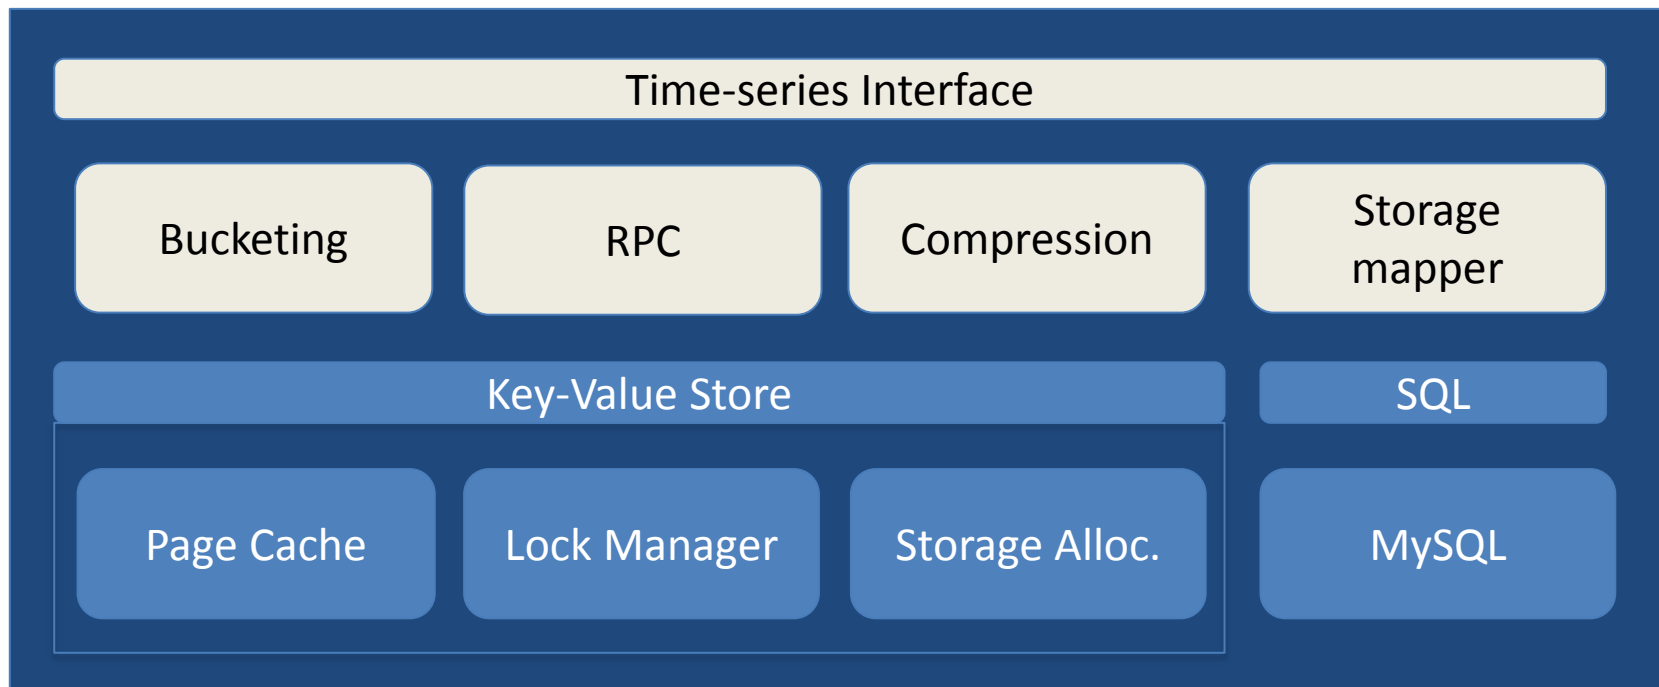 Time-series Interface
Bucketing
RPC
Compression
Storage
mapper
Key-Value Store
SQL
Page Cache
Lock Manager
Storage Alloc.
MySQL